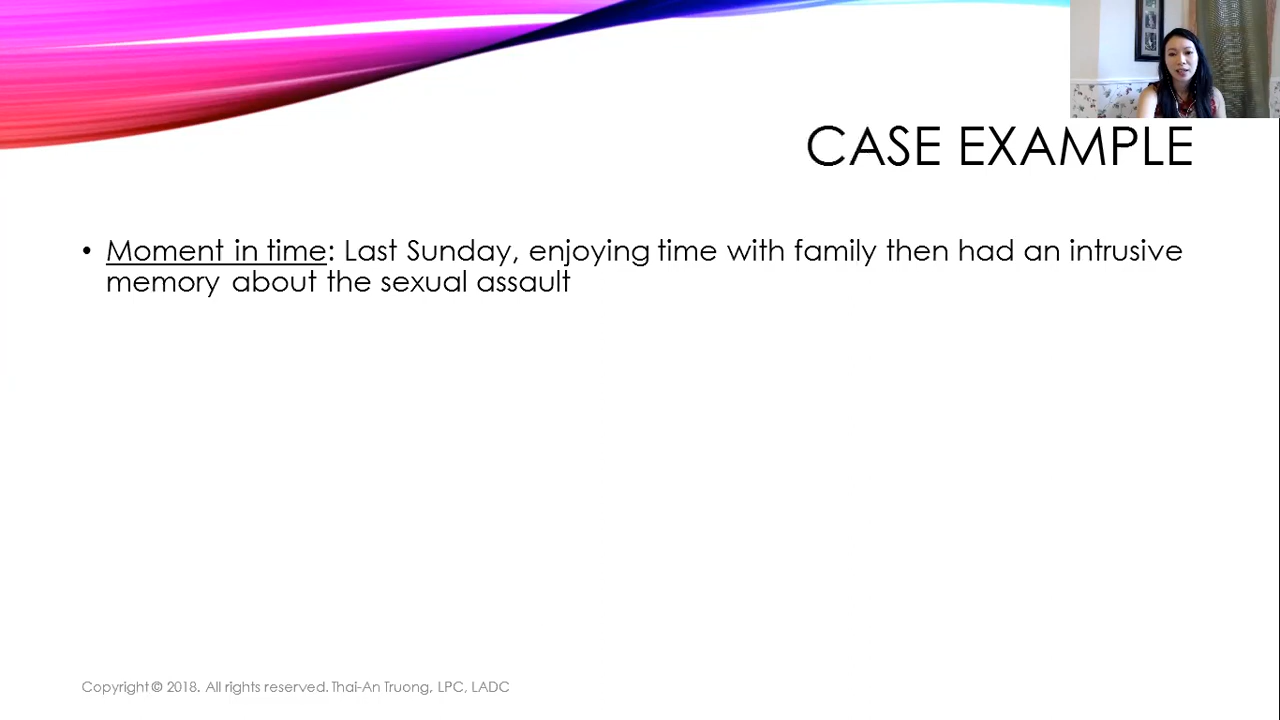 CASE EXAMPLE
• Moment in time: Last Sunday, enjoying time with family then had an intrusive
memory about the sexual assault
Copyright © 2018. All rights reserved. Thai-An Truong, LPC, LADC